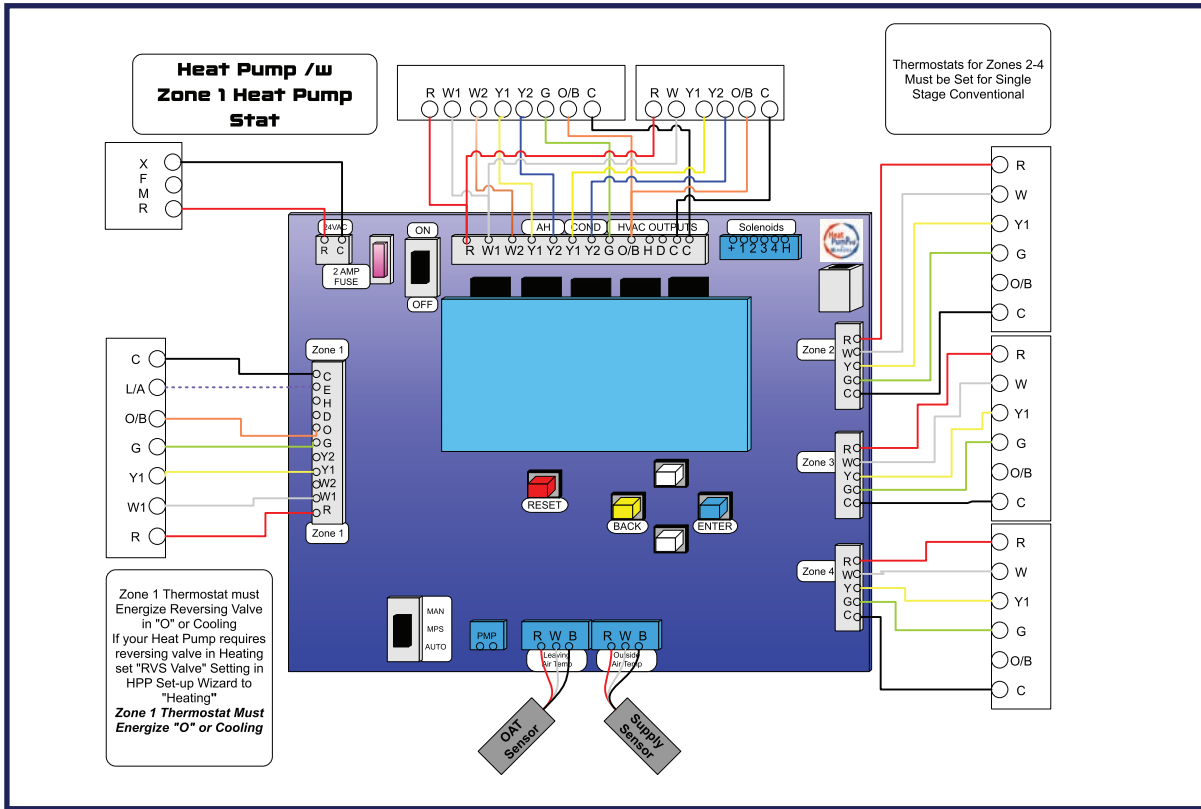 Heat Pump /w
Zone 1 Heat Pump
Stat
R W1 W2 Y1 Y2 G O/B C
R W Y1 Y2 O/B C
Thermostats for Zones 2-4
Must be Set for Single
Stage Conventional
X
F
M
R
24VAC
R C
2 AMP
FUSE
ON
OFF
AH COND HVAC OUTPUTS
R W1 W2 Y1 Y2 Y1 Y2 G O/B H D C C
Solenoids
+ 1 2 3 4 H
Heat
PumPro
C
L/A
O/B
G
Y1
W1
R
Zone 1
C
E
H
D
O
G
Y2
Y1
W2
W1
R
Zone 1
RESET
BACK
ENTER
Zone 2
R
W
Y
G
C
Zone 3
R
W
Y
G
C
Zone 4
R
W
Y
G
C
R
W
Y1
G
O/B
C
R
W
Y1
G
O/B
C
R
W
Y1
G
O/B
C
Zone 1 Thermostat must
Energize Reversing Valve
in "O" or Cooling
If your Heat Pump requires
reversing valve in Heating
set "RVS Valve" Setting in
HPP Set-up Wizard to
"Heating"
Zone 1 Thermostat Must
Energize "O" or Cooling
MAN
MPS
AUTO
PMP
R W B
Leaving
Air Temp
R W B
Outside
Air Temp
OAT
Sensor
Supply
Sensor